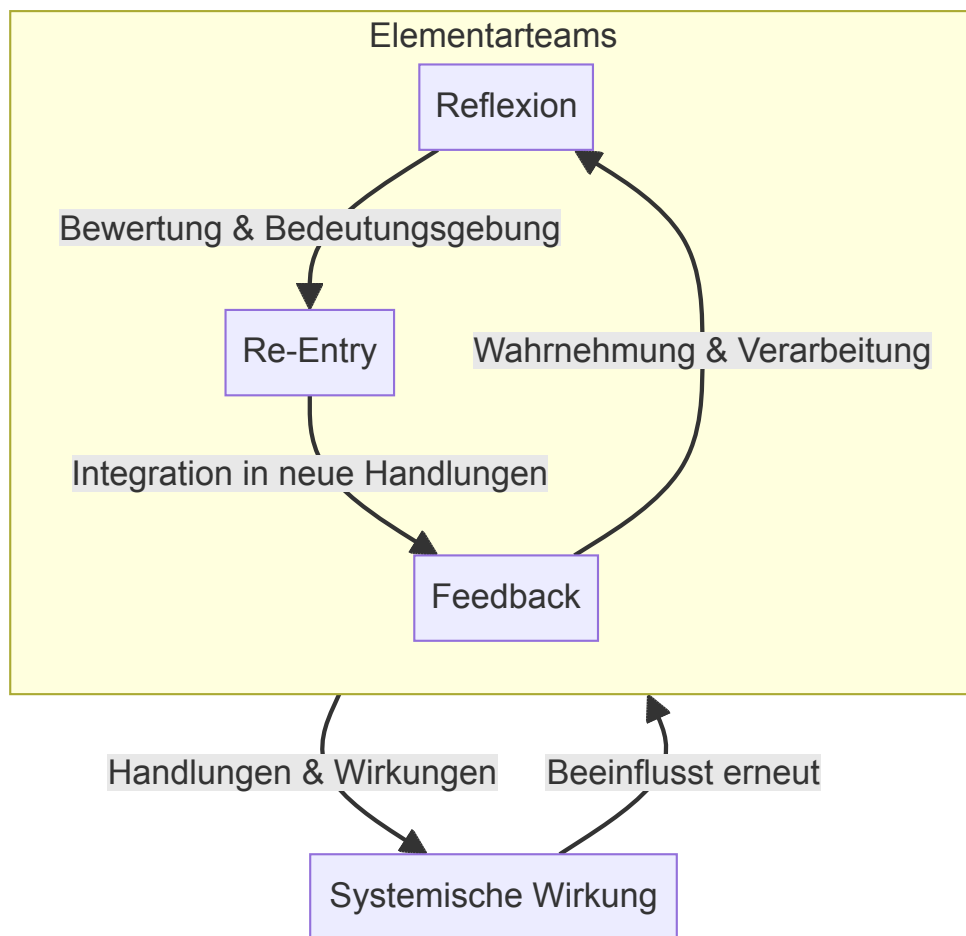 Elementarteams
Reflexion
Bewertung & Bedeutungsgebung
Re-Entry
Wahrnehmung & Verarbeitung
Integration in neue Handlungen
Feedback
Handlungen & Wirkungen
Beeinflusst erneut
Systemische Wirkung